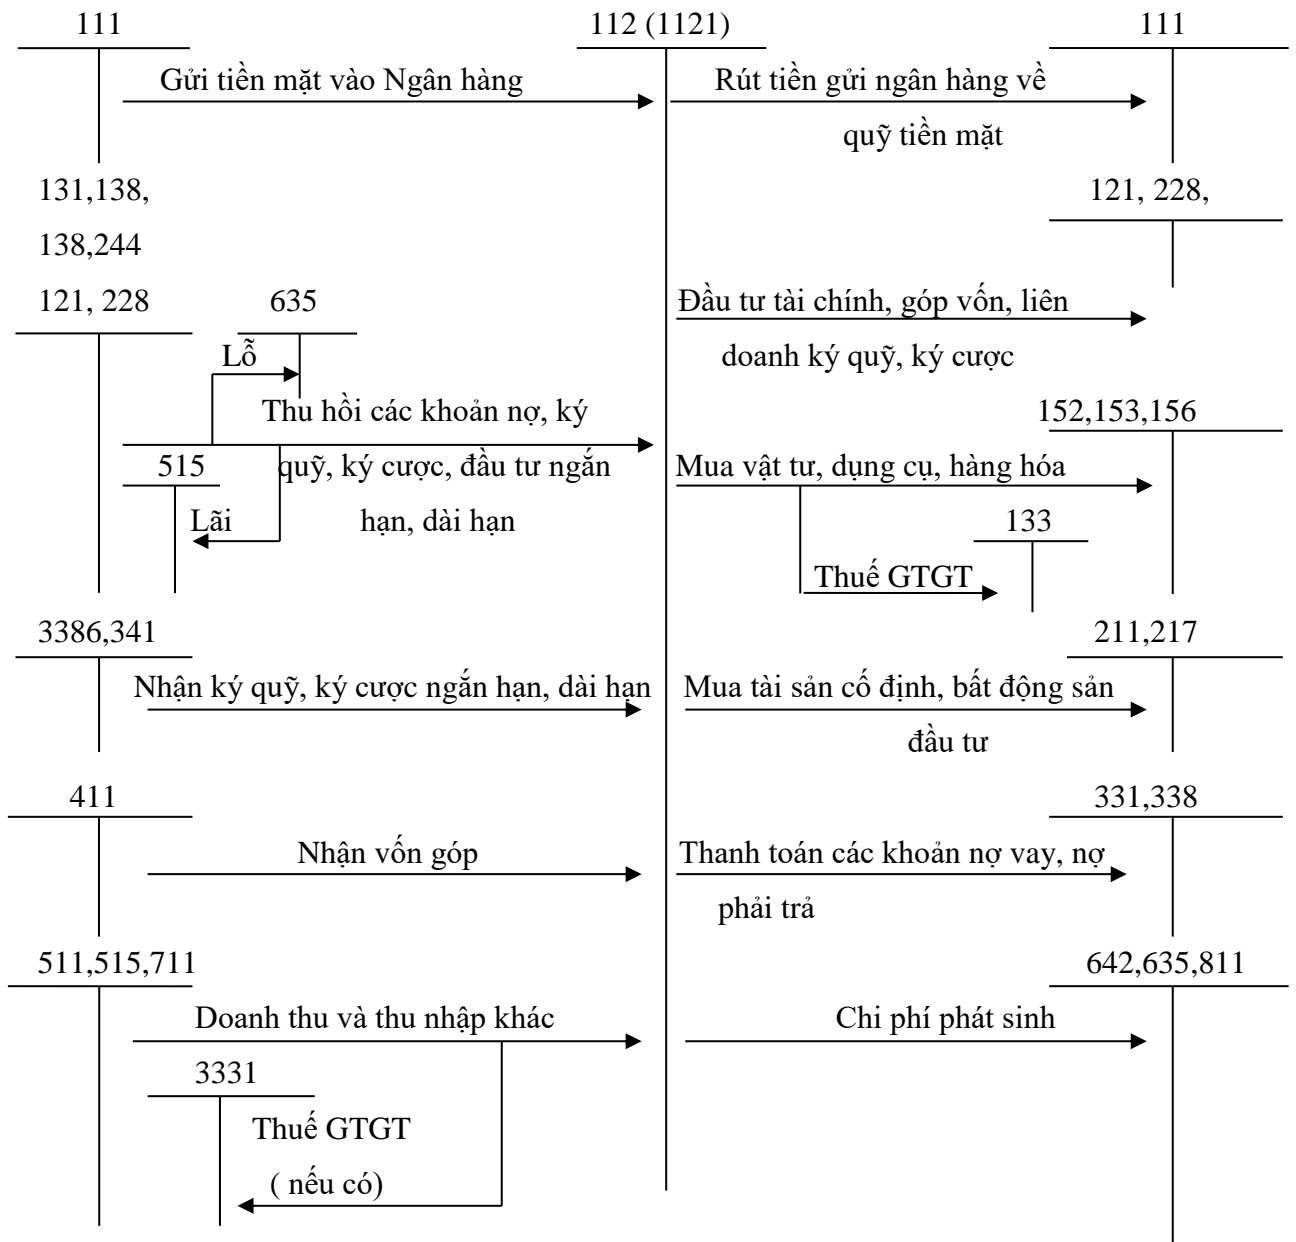 111
112 (1121)
111
Gửi tiền mặt vào Ngân hàng
Rút tiền gửi ngân hàng về
quỹ tiền mặt
131,138,
138,244
121, 228
121, 228,
635
Đầu tư tài chính, góp vốn, liên
doanh ký quỹ, ký cược
Lỗ
Thu hồi các khoản nợ, ký
quỹ, ký cược, đầu tư ngắn
hạn, dài hạn
515
Lãi
152,153,156
Mua vật tư, dụng cụ, hàng hóa
133
Thuế GTGT
3386,341
211,217
Nhận ký quỹ, ký cược ngắn hạn, dài hạn
Mua tài sản cố định, bất động sản
đầu tư
411
331,338
Nhận vốn góp
Thanh toán các khoản nợ vay, nợ
phải trả
511,515,711
642,635,811
Doanh thu và thu nhập khác
Chi phí phát sinh
3331
Thuế GTGT
( nếu có)